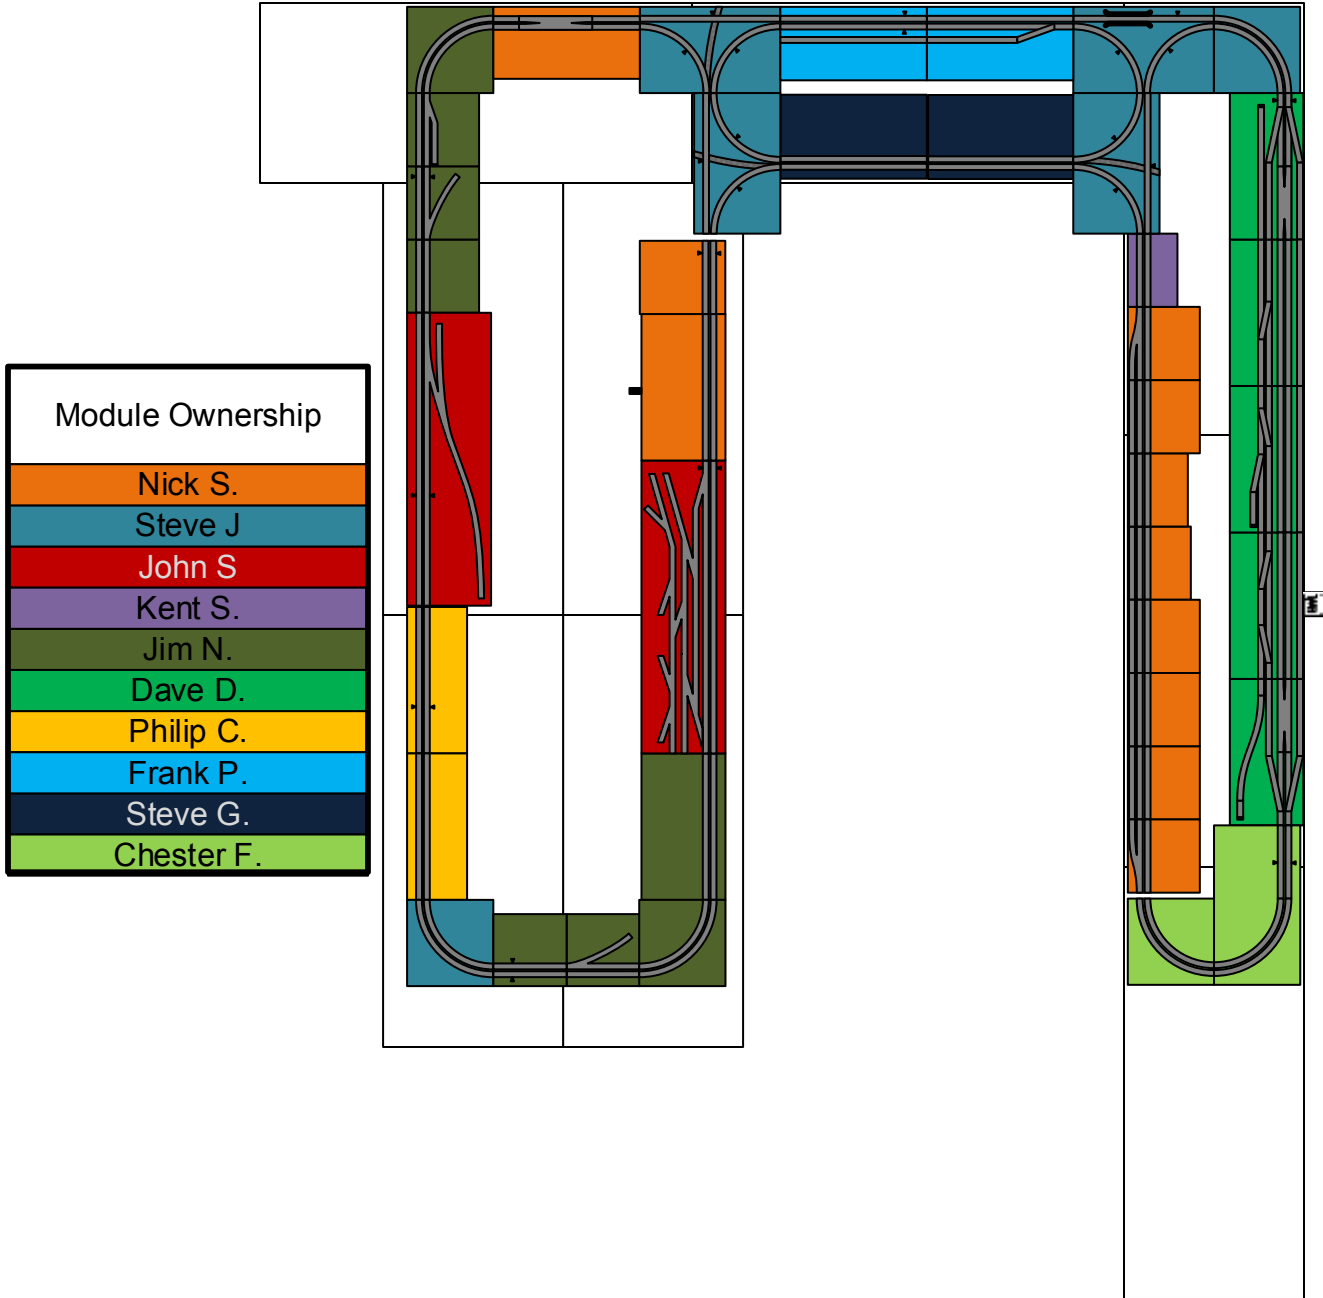 Module Ownership
Nick S.
Steve J
John S
Kent S.
Jim N.
Dave D.
Philip C.
Frank P.
Steve G.
Chester F.